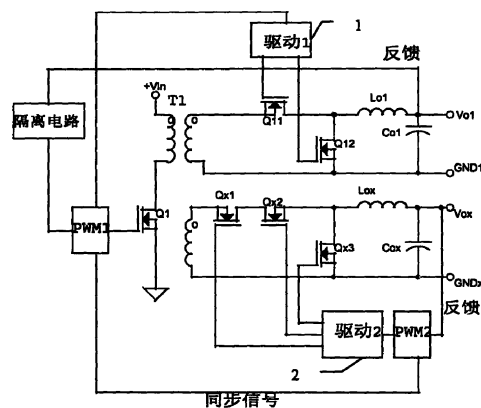 驱动1
1
反馈
+Vin
T1
隔离电路
Q11
Lo1
Vo1
Co1
Q12
GND1
Q1
PWM1
Qx1
Qx2
Lox
Vox
Qx3
Cox
GNDx
反馈
驱动2
PWM2
2
同步信号